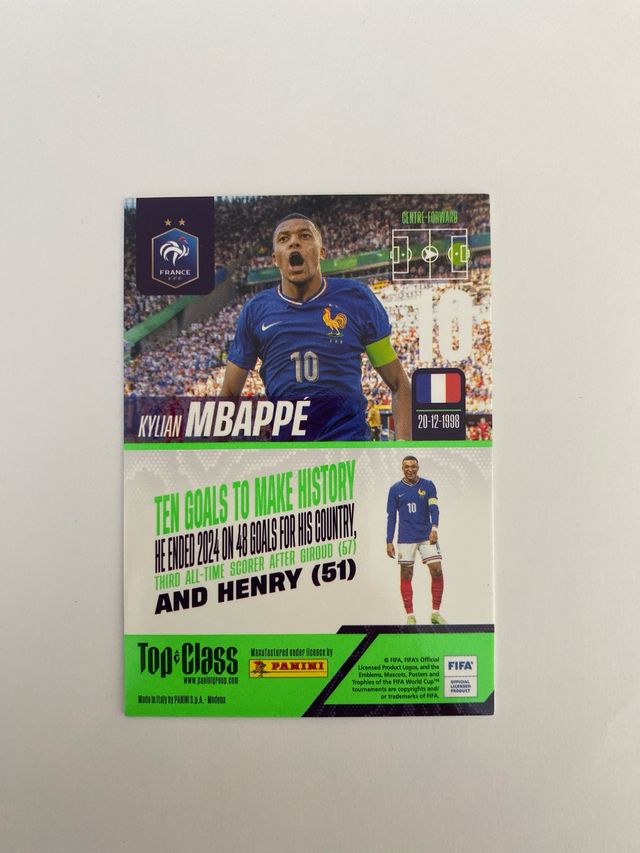 CENTRE-FORWARD
FRANCE
FFF
10
10
KYLIAN MBAPPÉ
20-12-1998
TEN GOALS TO MAKE HISTORY
HE ENDED 2024 ON 48 GOALS FOR HIS COUNTRY,
THIRD ALL-TIME SCORER AFTER GIROUD (57)
AND HENRY (51)
10
Top Class
www.paninigroup.com
Manufactured under license by
PANINI
Made in Italy by PANINI S.p.A. - Modena
© FIFA, FIFA's Official
Licensed Product Logos, and the
Emblems, Mascots, Posters and
Trophies of the FIFA World Cup™
tournaments are copyrights and/
or trademarks of FIFA.
FIFA
OFFICIAL
LICENSED
PRODUCT